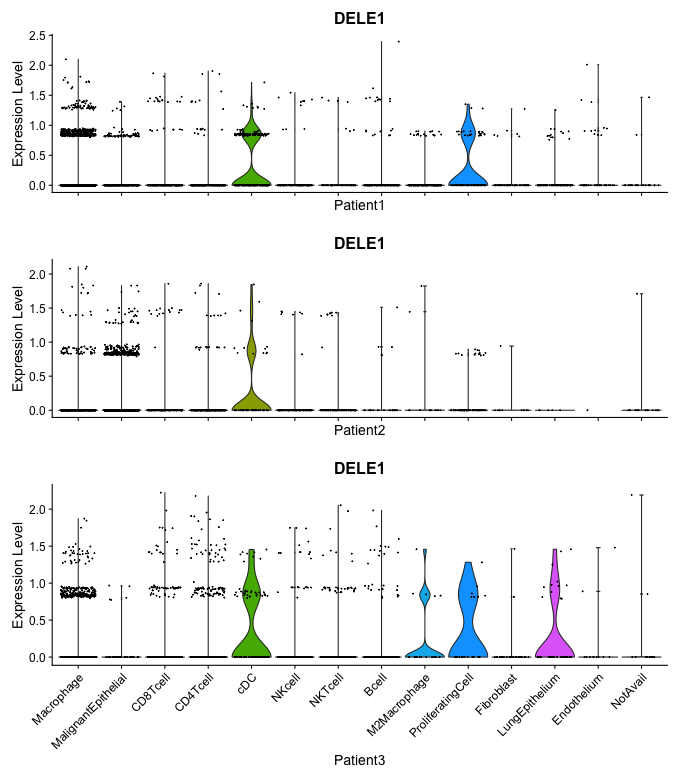 DELE1
Expression Level
2.5
2.0
1.5
1.0
0.5
0.0
Patient1
DELE1
Expression Level
2.0
1.5
1.0
0.5
0.0
Patient2
DELE1
Expression Level
2.0
1.5
1.0
0.5
0.0
Macrophage
MalignantEpithelial
CD8Tcell
CD4Tcell
cDC
NKcell
NKTcell
Bcell
M2Macrophage
ProliferatingCell
Fibroblast
LungEpithelium
Endothelium
NotAvail
Patient3